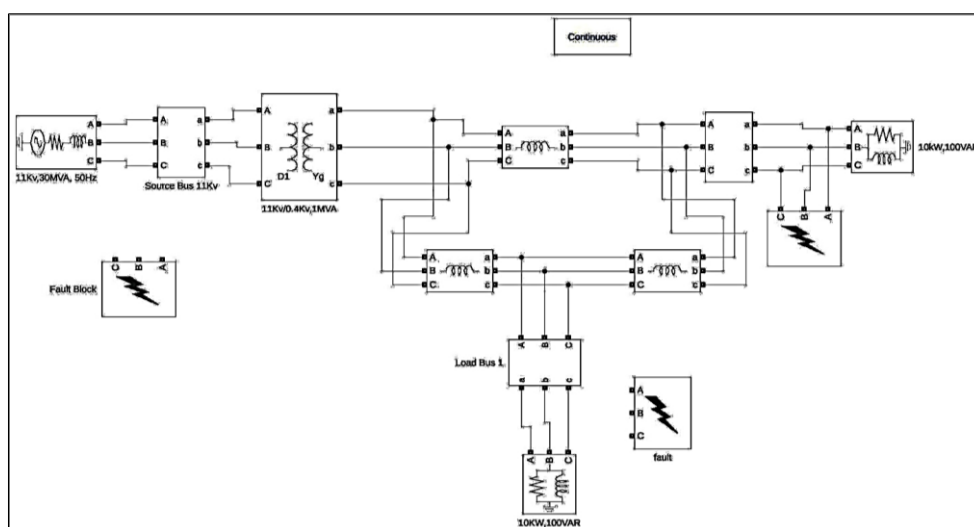 Continuous
A
B
C
11Kv,30MVA, 50Hz
A
B
C
a
b
c
Source Bus 11Kv
A
B
C
D1
Yg
a
b
c
11Kv/0.4Kv,1MVA
A
B
C
a
b
c
A
B
C
a
b
c
A
B
C
10kW,100VAR
C B A
C B A
Fault Block
A
B
C
a
b
c
A
B
C
a
b
c
A B C
Load Bus 1
a b c
A
B
C
fault
A B C
10KW,100VAR